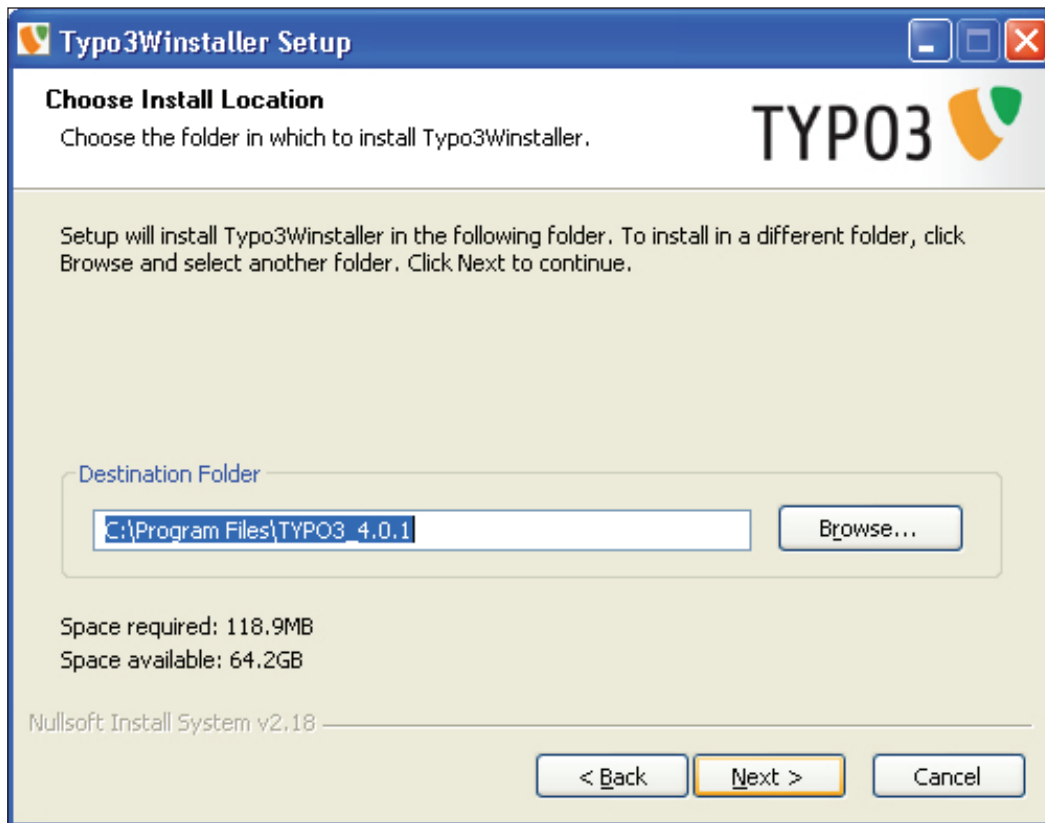 Typo3Winstaller Setup
Choose Install Location
Choose the folder in which to install Typo3Winstaller.
TYPO3
Setup will install Typo3Winstaller in the following folder. To install in a different folder, click
Browse and select another folder. Click Next to continue.
Destination Folder
C:\Program Files\TYPO3_4.0.1
Browse...
Space required: 118.9MB
Space available: 64.2GB
Nullsoft Install System v2.18
< Back Next > Cancel